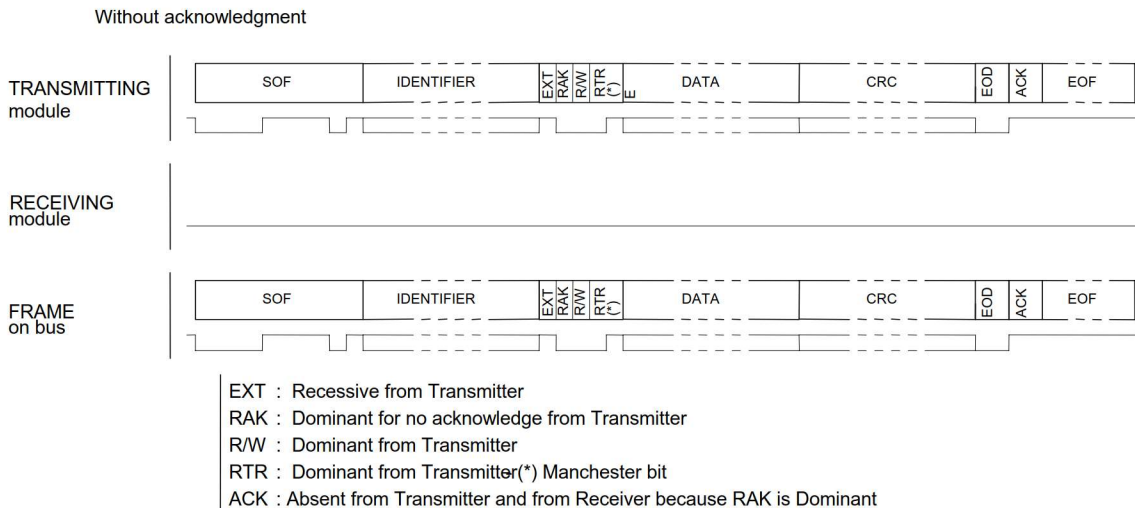 Without acknowledgment
TRANSMITTING
module
SOF IDENTIFIER EXT RAK R/W RTR (*) E DATA CRC EOD ACK EOF
RECEIVING
module
FRAME
on bus
SOF IDENTIFIER EXT RAK R/W RTR (*) DATA CRC EOD ACK EOF
EXT : Recessive from Transmitter
RAK : Dominant for no acknowledge from Transmitter
R/W : Dominant from Transmitter
RTR : Dominant from Transmitter-(*) Manchester bit
ACK : Absent from Transmitter and from Receiver because RAK is Dominant